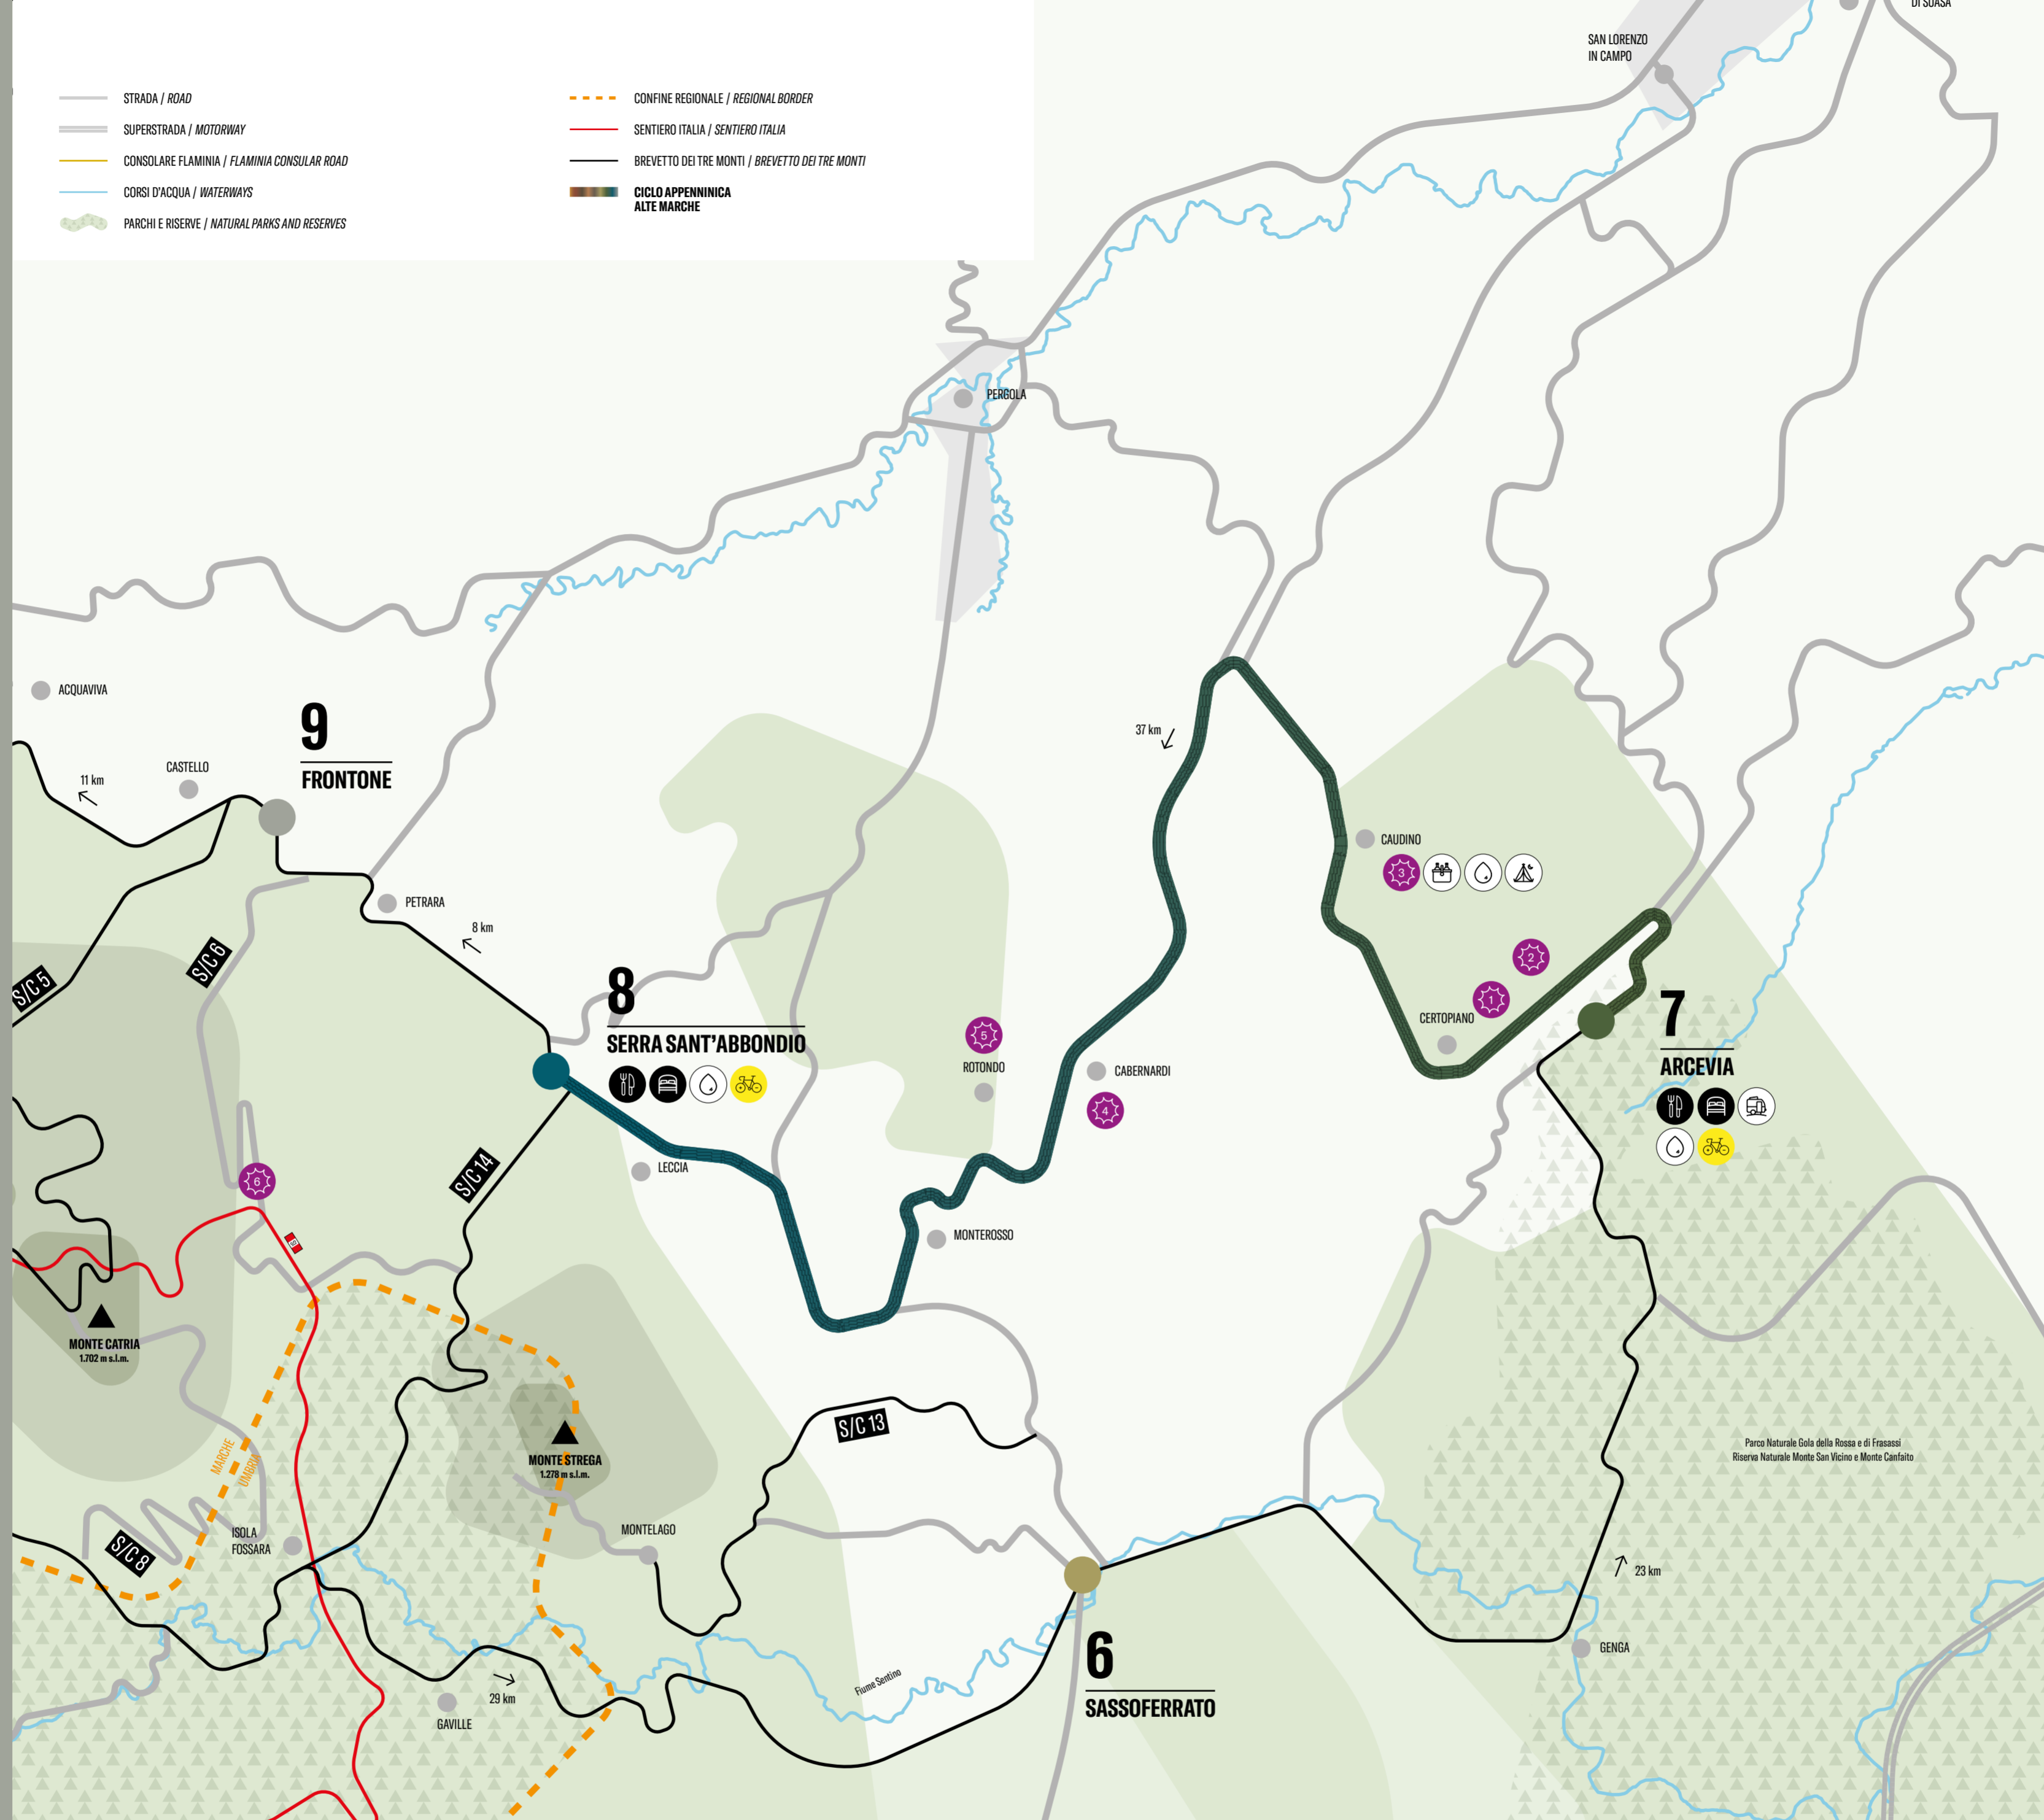 DI SUASA
SAN LORENZO
IN CAMPO
STRADA / ROAD
SUPERSTRADA / MOTORWAY
CONSOLARE FLAMINIA / FLAMINIA CONSULAR ROAD
CORSI D'ACQUA / WATERWAYS
PARCHI E RISERVE / NATURAL PARKS AND RESERVES
CONFINE REGIONALE / REGIONAL BORDER
SENTIERO ITALIA / SENTIERO ITALIA
BREVETTO DEI TRE MONTI / BREVETTO DEI TRE MONTI
CICLO APPENNINICA
ALTE MARCHE
PERGOLA
ACQUAVIVA
9
FRONTONE
CASTELLO
11 km
37 km
CAUDINO
3
PETRARA
8 km
S/C 6
S/C 5
8
SERRA SANT'ABBONDIO
2
1
CERTOPIANO
7
ARCEVIA
5
ROTONDO
CABERNARDI
4
LECCIA
S/C 14
6
MONTEROSSO
MONTE CATRIA
1.702 m s.l.m.
MARCHE
UMBRIA
S/C 13
MONTE STREGA
1.278 m s.l.m.
Parco Naturale Gola della Rossa e di Frasassi
Riserva Naturale Monte San Vicino e Monte Canfaito
MONTELAGO
ISOLA
FOSSARA
S/C 8
23 km
6
SASSOFERRATO
GENGA
Fiume Sentino
29 km
GAVILLE